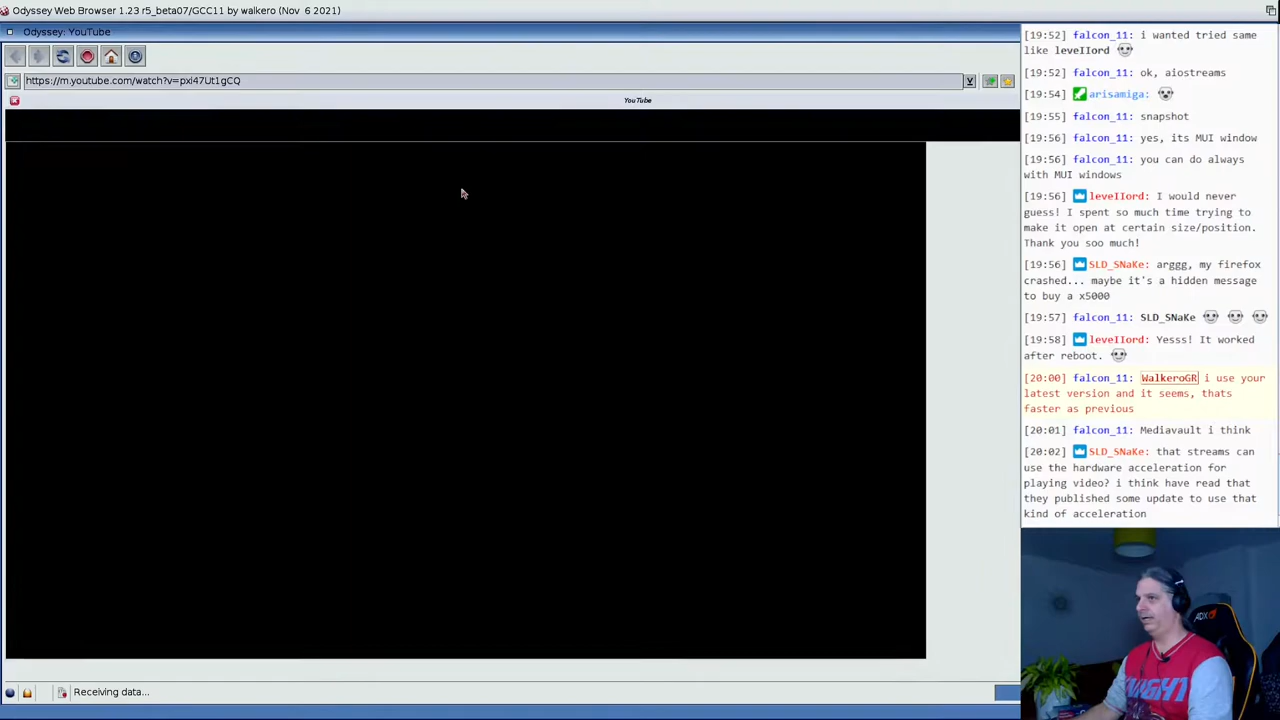 Odyssey Web Browser 1.23 r5_beta07/GCC11 by walkero (Nov 6 2021)
Odyssey: YouTube
https://m.youtube.com/watch?v=pxl47Ut1gCQ
YouTube
Receiving data...
[19:52] falcon_11: i wanted tried same
like leveIIord
[19:52] falcon_11: ok, aiostreams
[19:54] arisamiga:
[19:55] falcon_11: snapshot
[19:56] falcon_11: yes, its MUI window
[19:56] falcon_11: you can do always
with MUI windows
[19:56] leveIIord: I would never
guess! I spent so much time trying to
make it open at certain size/position.
Thank you soo much!
[19:56] SLD_SNaKe: arggg, my firefox
crashed... maybe it's a hidden message
to buy a x5000
[19:57] falcon_11: SLD_SNaKe
[19:58] leveIIord: Yesss! It worked
after reboot.
[20:00] falcon_11: WalkeroGR i use your
latest version and it seems, thats
faster as previous
[20:01] falcon_11: Mediavault i think
[20:02] SLD_SNaKe: that streams can
use the hardware acceleration for
playing video? i think have read that
they published some update to use that
kind of acceleration
ADX